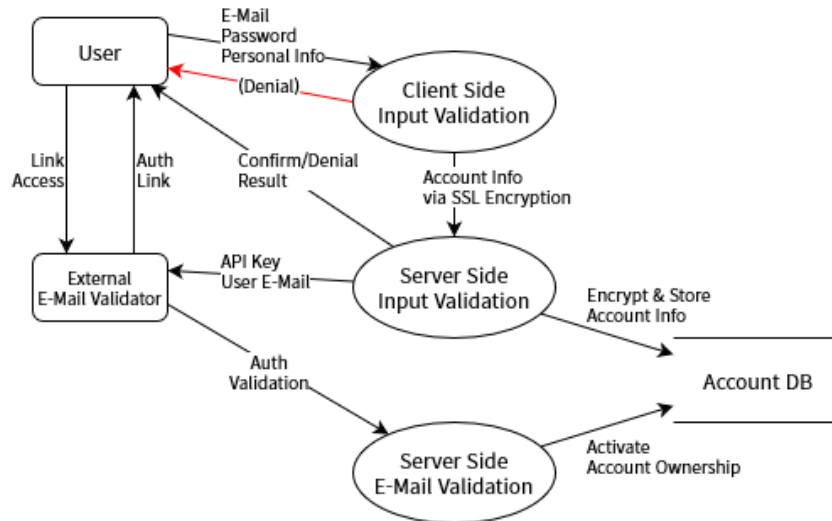 E-Mail
Password
Personal Info
User
(Denial)
Client Side
Input Validation
Link
Access
Auth
Link
Confirm/Denial
Result
Account Info
via SSL Encryption
External
E-Mail Validator
API Key
User E-Mail
Server Side
Input Validation
Encrypt & Store
Account Info
Auth
Validation
Account DB
Server Side
E-Mail Validation
Activate
Account Ownership